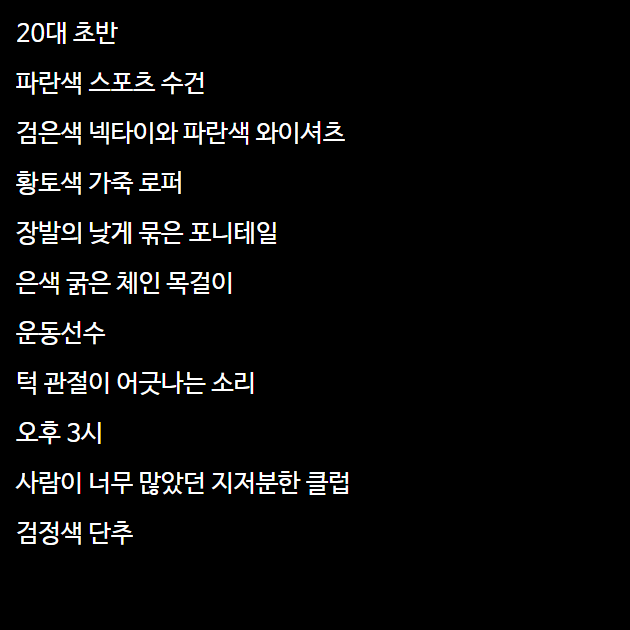 20대 초반
파란색 스포츠 수건
검은색 넥타이와 파란색 와이셔츠
황토색 가죽 로퍼
장발의 낮게 묶은 포니테일
은색 굵은 체인 목걸이
운동선수
턱 관절이 어긋나는 소리
오후 3시
사람이 너무 많았던 지저분한 클럽
검정색 단추